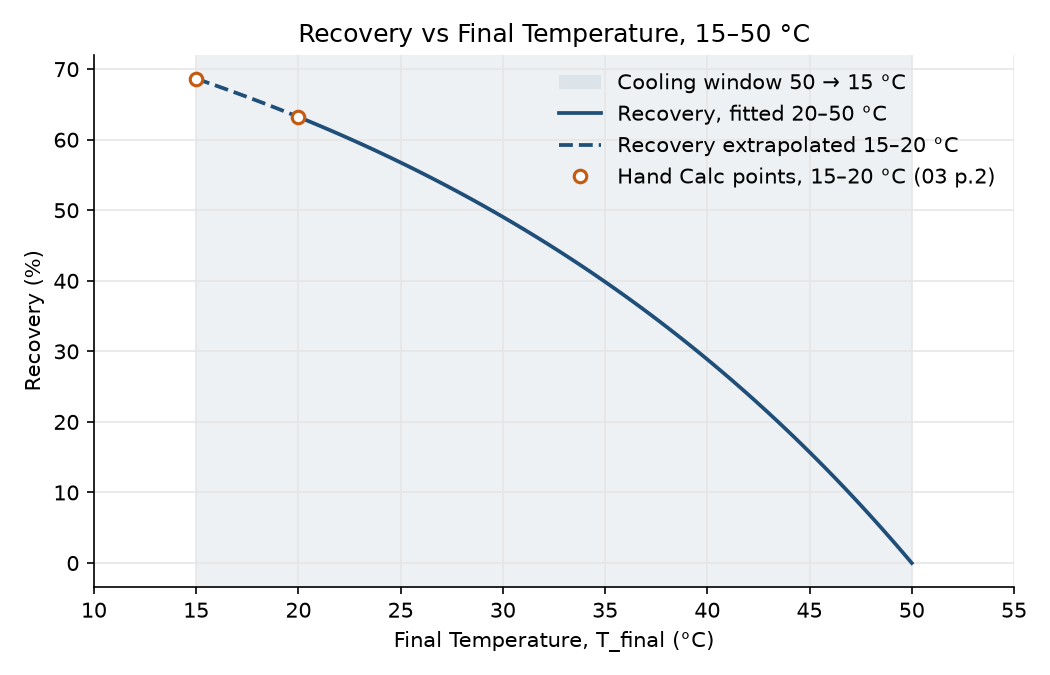 Recovery vs Final Temperature, 15–50 °C
Cooling window 50 → 15 °C
Recovery, fitted 20–50 °C
Recovery extrapolated 15–20 °C
Hand Calc points, 15–20 °C (03 p.2)
Recovery (%)
70
60
50
40
30
20
10
0
10 15 20 25 30 35 40 45 50 55
Final Temperature, T_final (°C)